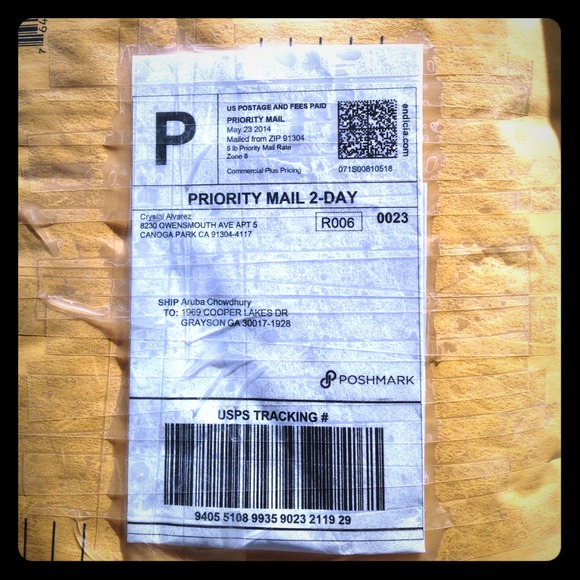 7 64
P
US POSTAGE AND FEES PAID
PRIORITY MAIL
May 23 2014
Mailed from ZIP 91304
5 lb Priority Mail Rate
Zone 8
Commercial Plus Pricing
071S00810518
endicia.com
PRIORITY MAIL 2-DAY
Crystal Alvarez
8230 OWENSMOUTH AVE APT 5
CANOGA PARK CA 91304-4117
R006
0023
SHIP Aruba Chowdhury
TO: 1969 COOPER LAKES DR
GRAYSON GA 30017-1928
POSHMARK
USPS TRACKING #
9405 5108 9935 9023 2119 29